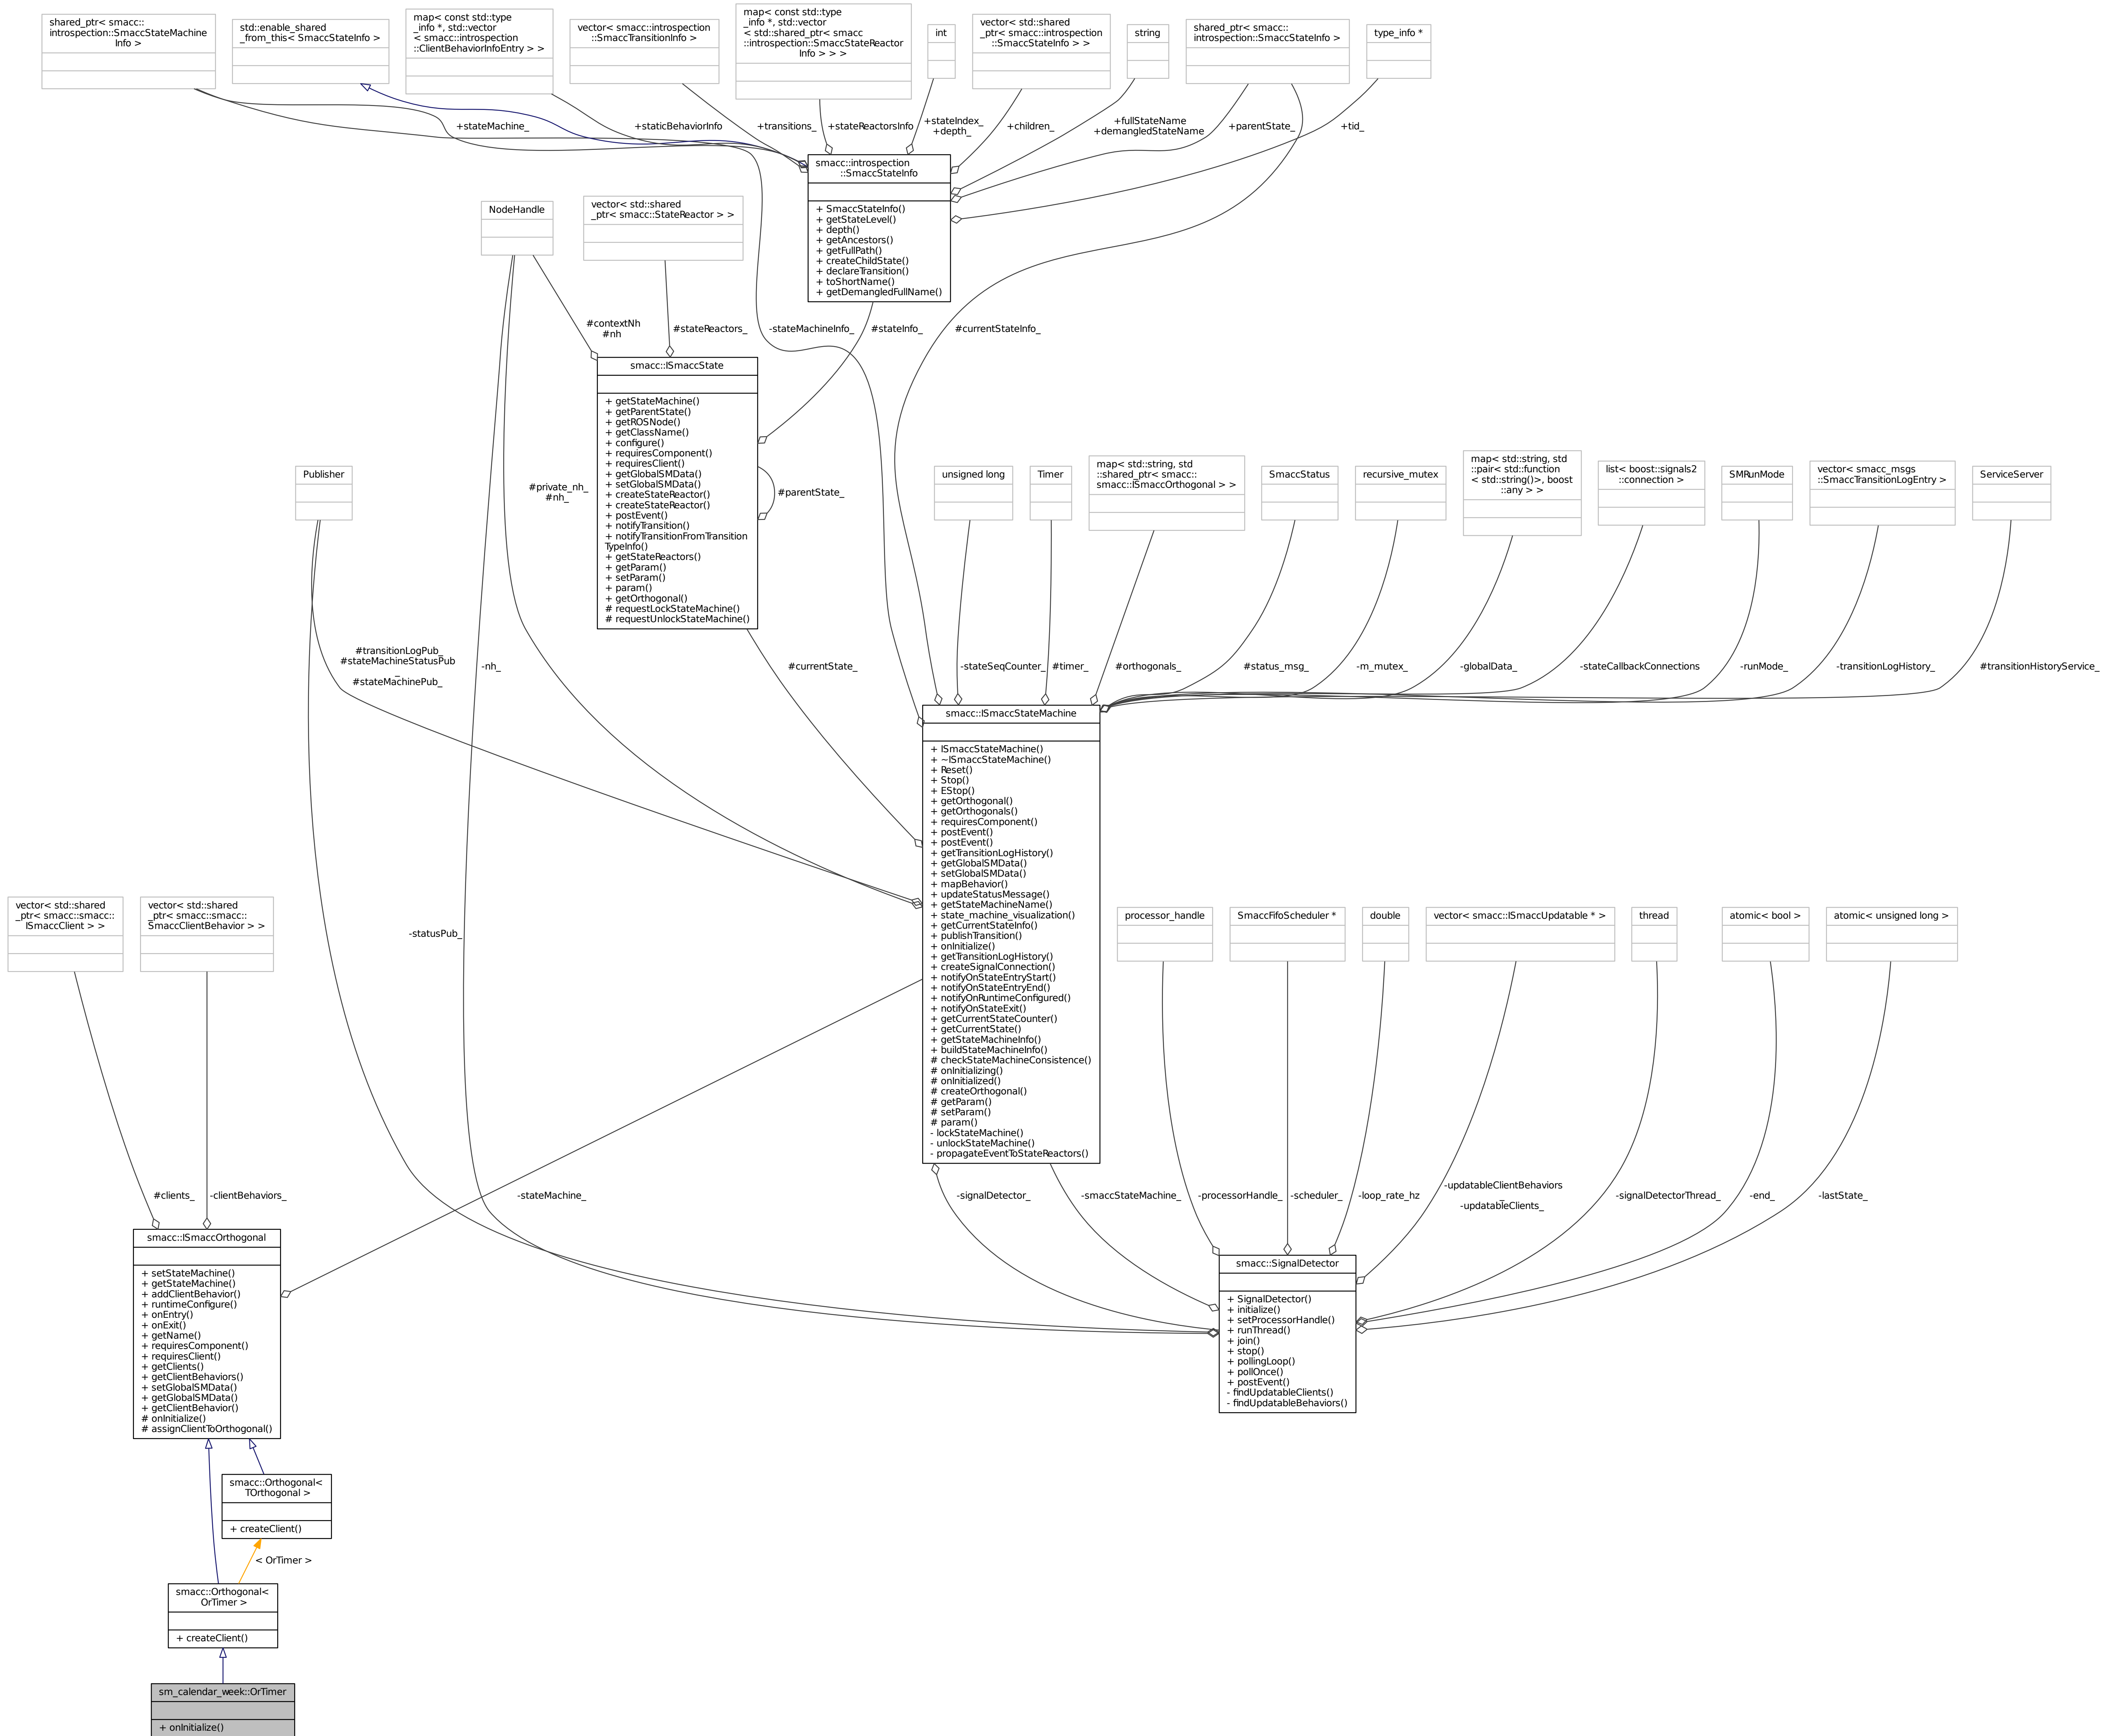 shared_ptr< smacc::
introspection::SmaccStateMachine
Info >
std::enable_shared
_from_this< SmaccStateInfo >
map< const std::type
_info *, std::vector
< smacc::introspection
::ClientBehaviorInfoEntry > >
vector< smacc::introspection
::SmaccTransitionInfo >
map< const std::type
_info *, std::vector
< std::shared_ptr< smacc
::introspection::SmaccStateReactor
Info > > >
int
vector< std::shared
_ptr< smacc::introspection
::SmaccStateInfo > >
string
shared_ptr< smacc::
introspection::SmaccStateInfo >
type_info *
+stateMachine_
+staticBehaviorInfo
+transitions_
+stateReactorsInfo
+stateIndex_
+depth_
+children_
+fullStateName
+demangledStateName
+parentState_
+tid_
smacc::introspection
::SmaccStateInfo
+ SmaccStateInfo()
+ getStateLevel()
+ depth()
+ getAncestors()
+ getFullPath()
+ createChildState()
+ declareTransition()
+ toShortName()
+ getDemangledFullName()
NodeHandle
vector< std::shared
_ptr< smacc::StateReactor > >
#contextNh
#nh
#stateReactors_
-stateMachineInfo_
#stateInfo_
#currentStateInfo_
smacc::ISmaccState
+ getStateMachine()
+ getParentState()
+ getROSNode()
+ getClassName()
+ configure()
+ requiresComponent()
+ requiresClient()
+ getGlobalSMData()
+ setGlobalSMData()
+ createStateReactor()
+ createStateReactor()
+ postEvent()
+ notifyTransition()
+ notifyTransitionFromTransition
TypeInfo()
+ getStateReactors()
+ getParam()
+ setParam()
+ param()
+ getOrthogonal()
# requestLockStateMachine()
# requestUnlockStateMachine()
#parentState_
Publisher
#private_nh_
#nh_
unsigned long
Timer
map< std::string, std
::shared_ptr< smacc::
smacc::ISmaccOrthogonal > >
SmaccStatus
recursive_mutex
map< std::string, std
::pair< std::function
< std::string()>, boost
::any > >
list< boost::signals2
::connection >
SMRunMode
vector< smacc_msgs
::SmaccTransitionLogEntry >
ServiceServer
#transitionLogPub_
#stateMachineStatusPub
_
#stateMachinePub_
-nh_
#currentState_
-stateSeqCounter_
#timer_
#orthogonals_
#status_msg_
-m_mutex_
-globalData_
-stateCallbackConnections
-runMode_
-transitionLogHistory_
#transitionHistoryService_
smacc::ISmaccStateMachine
+ ISmaccStateMachine()
+ ~ISmaccStateMachine()
+ Reset()
+ Stop()
+ EStop()
+ getOrthogonal()
+ getOrthogonals()
+ requiresComponent()
+ postEvent()
+ postEvent()
+ getTransitionLogHistory()
+ getGlobalSMData()
+ setGlobalSMData()
+ mapBehavior()
+ updateStatusMessage()
+ getStateMachineName()
+ state_machine_visualization()
+ getCurrentStateInfo()
+ publishTransition()
+ onInitialize()
+ getTransitionLogHistory()
+ createSignalConnection()
+ notifyOnStateEntryStart()
+ notifyOnStateEntryEnd()
+ notifyOnRuntimeConfigured()
+ notifyOnStateExit()
+ getCurrentStateCounter()
+ getCurrentState()
+ getStateMachineInfo()
+ buildStateMachineInfo()
# checkStateMachineConsistence()
# onInitializing()
# onInitialized()
# createOrthogonal()
# getParam()
# setParam()
# param()
- lockStateMachine()
- unlockStateMachine()
- propagateEventToStateReactors()
vector< std::shared
_ptr< smacc::smacc::
ISmaccClient > >
vector< std::shared
_ptr< smacc::smacc::
SmaccClientBehavior > >
-statusPub_
processor_handle
SmaccFifoScheduler *
double
vector< smacc::ISmaccUpdatable * >
thread
atomic< bool >
atomic< unsigned long >
#clients_
-clientBehaviors_
-stateMachine_
-signalDetector_
-smaccStateMachine_
-processorHandle_
-scheduler_
-loop_rate_hz
-updatableClientBehaviors
_
-updatableClients_
-signalDetectorThread_
-end_
-lastState_
smacc::ISmaccOrthogonal
+ setStateMachine()
+ getStateMachine()
+ addClientBehavior()
+ runtimeConfigure()
+ onEntry()
+ onExit()
+ getName()
+ requiresComponent()
+ requiresClient()
+ getClients()
+ getClientBehaviors()
+ setGlobalSMData()
+ getGlobalSMData()
+ getClientBehavior()
# onInitialize()
# assignClientToOrthogonal()
smacc::SignalDetector
+ SignalDetector()
+ initialize()
+ setProcessorHandle()
+ runThread()
+ join()
+ stop()
+ pollingLoop()
+ pollOnce()
+ postEvent()
- findUpdatableClients()
- findUpdatableBehaviors()
smacc::Orthogonal<
TOrthogonal >
+ createClient()
< OrTimer >
smacc::Orthogonal<
OrTimer >
+ createClient()
sm_calendar_week::OrTimer
+ onInitialize()